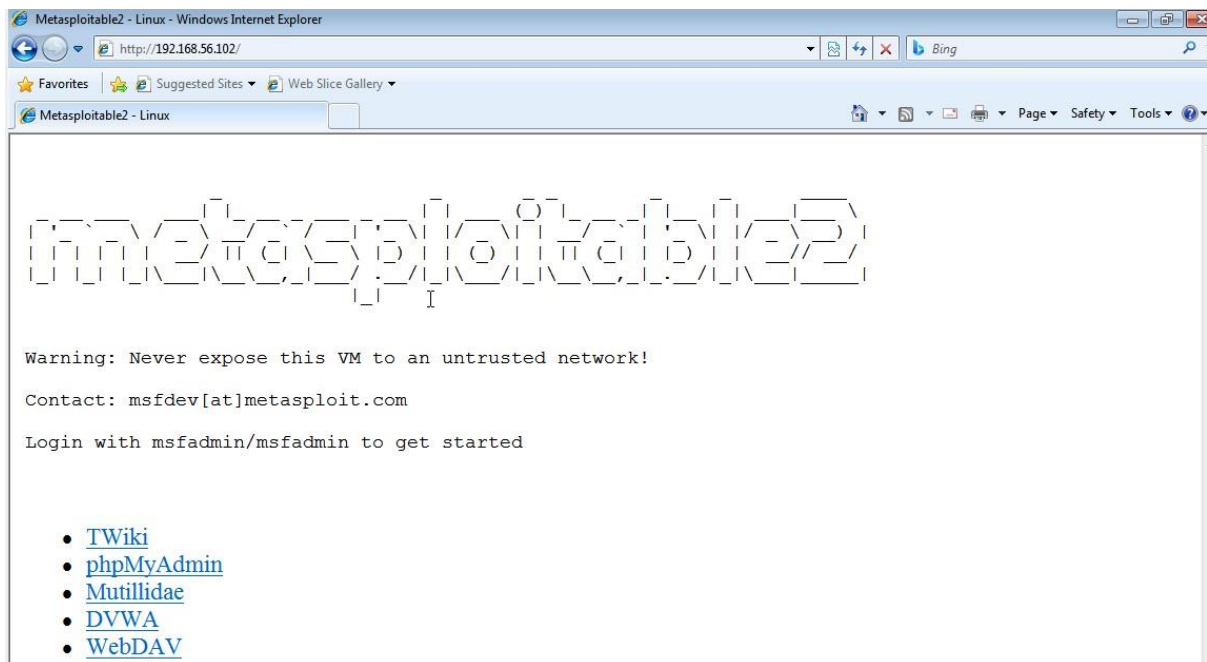 Metasploitable2 - Linux - Windows Internet Explorer
http://192.168.56.102/
Bing
Favorites Suggested Sites Web Slice Gallery
Metasploitable2 - Linux
Page Safety Tools
metasploitable2
Warning: Never expose this VM to an untrusted network!
Contact: msfdev[at]metasploit.com
Login with msfadmin/msfadmin to get started
TWiki
phpMyAdmin
Mutillidae
DVWA
WebDAV